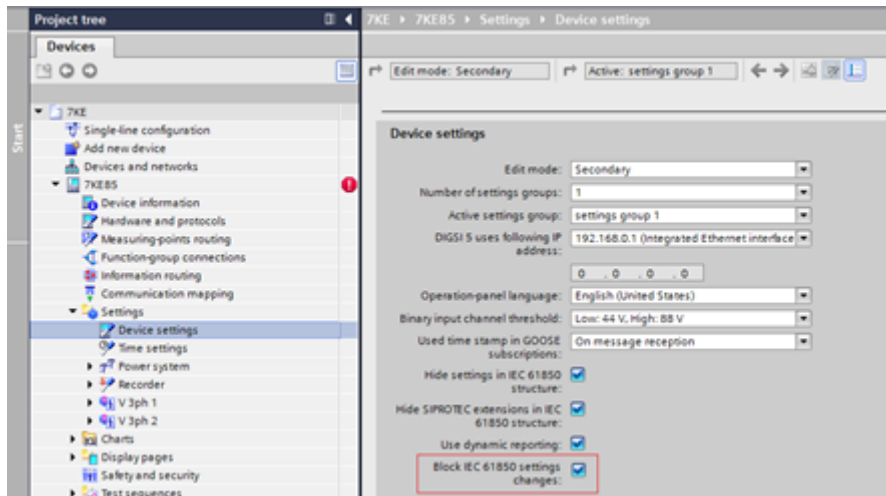 Project tree
7KE ▸ 7KE85 ▸ Settings ▸ Device settings
Devices
Edit mode: Secondary
Active: settings group 1
Start
7KE
Single-line configuration
Add new device
Devices and networks
7KE85
Device information
Hardware and protocols
Measuring-points routing
Function-group connections
Information routing
Communication mapping
Settings
Device settings
Time settings
Power system
Recorder
V 3ph 1
V 3ph 2
Charts
Display pages
Safety and security
Test sequences
Device settings
Edit mode: Secondary
Number of settings groups: 1
Active settings group: settings group 1
DIGSI 5 uses following IP address: 192.168.0.1 (Integrated Ethernet interface
0 . 0 . 0 . 0
Operation-panel language: English (United States)
Binary input channel threshold: Low: 44 V, High: 88 V
Used time stamp in GOOSE
subscriptions: On message reception
Hide settings in IEC 61850
structure:
Hide SIPROTEC extensions in IEC
61850 structure:
Use dynamic reporting:
Block IEC 61850 settings
changes: